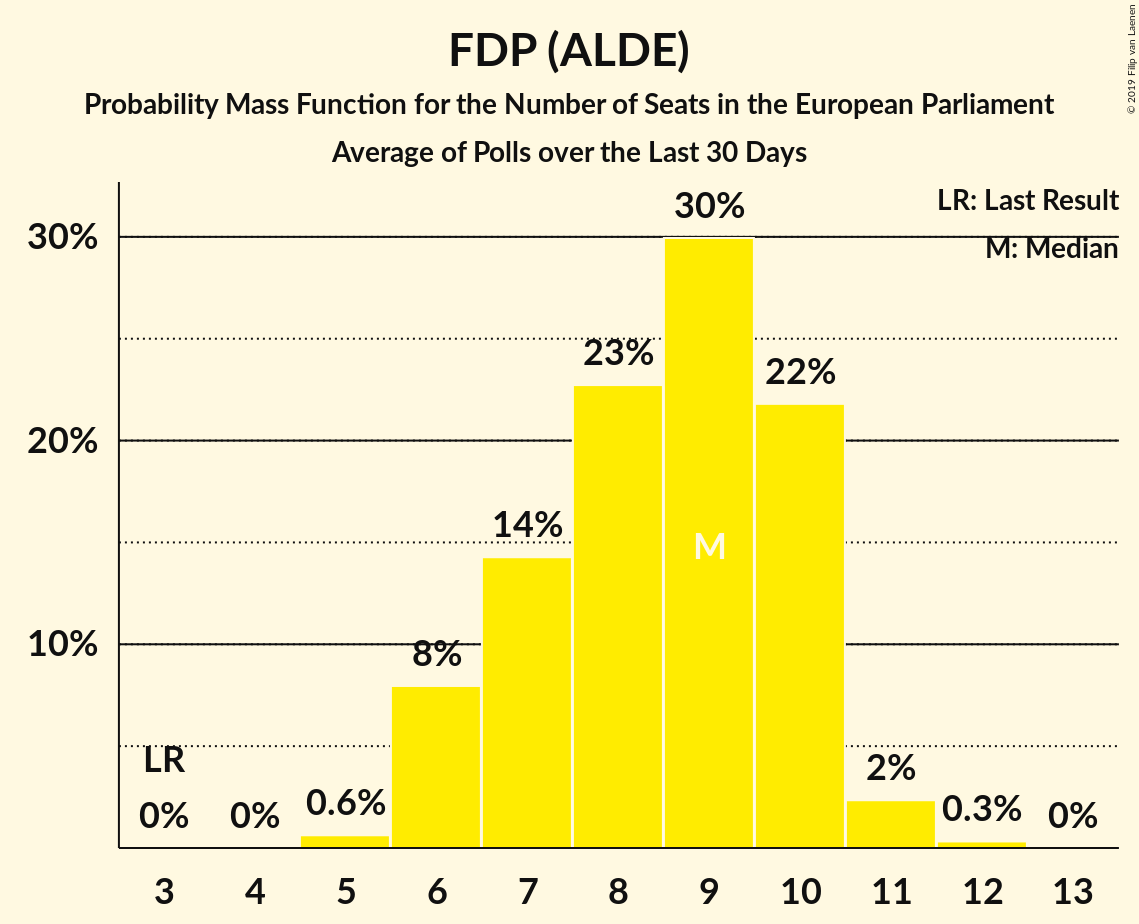 FDP (ALDE)
Probability Mass Function for the Number of Seats in the European Parliament
Average of Polls over the Last 30 Days
© 2019 Filip van Laenen
LR: Last Result
M: Median
30%
20%
10%
LR
0%
0%
0.6%
8%
14%
23%
30%
M
22%
2%
0.3%
0%
3 4 5 6 7 8 9 10 11 12 13